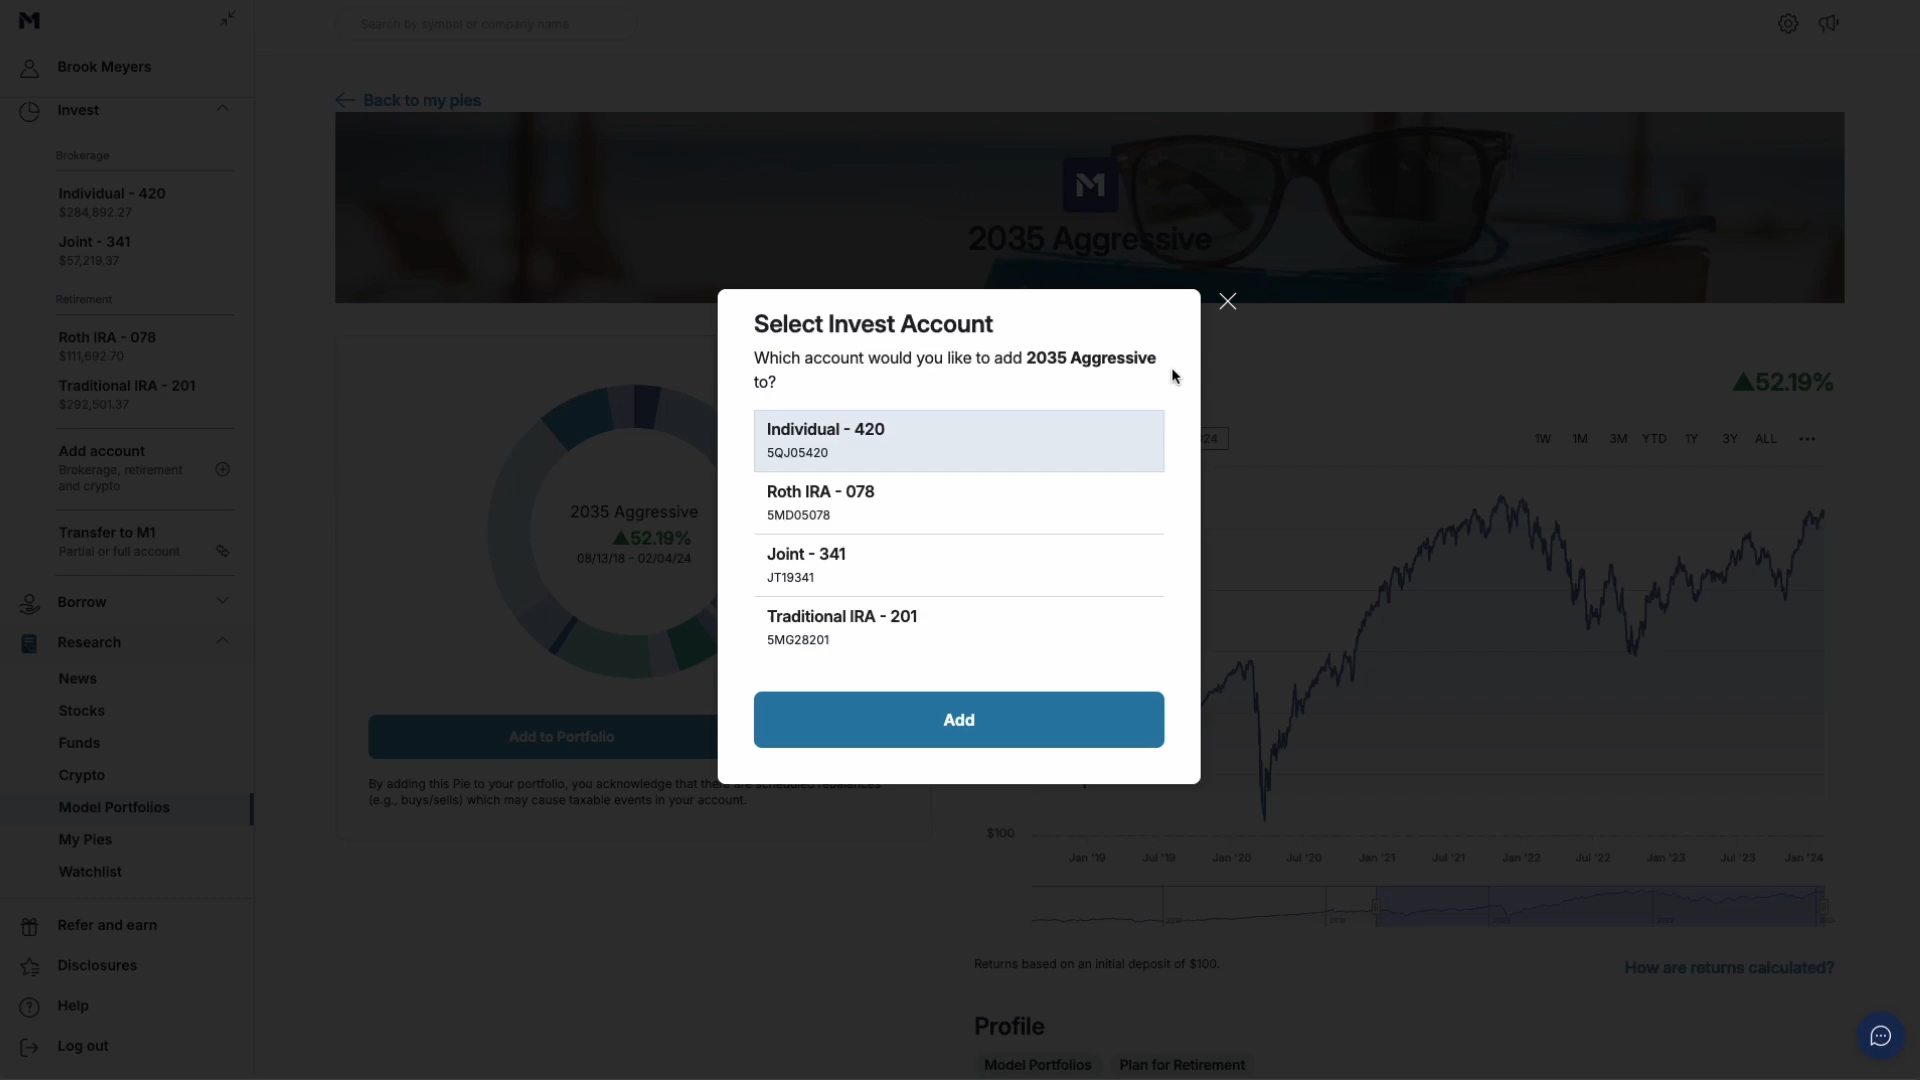 Search by symbol or company name
Brook Meyers
Invest
Brokerage
Individual - 420
$284,892.27
Joint - 341
$57,219.37
Retirement
Roth IRA - 078
$111,692.70
Traditional IRA - 201
$292,501.37
Add account
Brokerage, retirement
and crypto
Transfer to M1
Partial or full account
Borrow
Research
News
Stocks
Funds
Crypto
Model Portfolios
My Pies
Watchlist
Refer and earn
Disclosures
Help
Log out
Back to my pies
2035 Aggressive
2035 Aggressive
▲52.19%
08/13/18 - 02/04/24
Add to Portfolio
By adding this Pie to your portfolio, you acknowledge that there are scheduled rebalances
(e.g., buys/sells) which may cause taxable events in your account.
Select Invest Account
Which account would you like to add 2035 Aggressive
to?
Individual - 420
5QJ05420
Roth IRA - 078
5MD05078
Joint - 341
JT19341
Traditional IRA - 201
5MG28201
Add
▲52.19%
24
1W 1M 3M YTD 1Y 3Y ALL
$100
Jan '19 Jul '19 Jan '20 Jul '20 Jan '21 Jul '21 Jan '22 Jul '22 Jan '23 Jul '23 Jan '24
Returns based on an initial deposit of $100.
How are returns calculated?
Profile
Model Portfolios Plan for Retirement